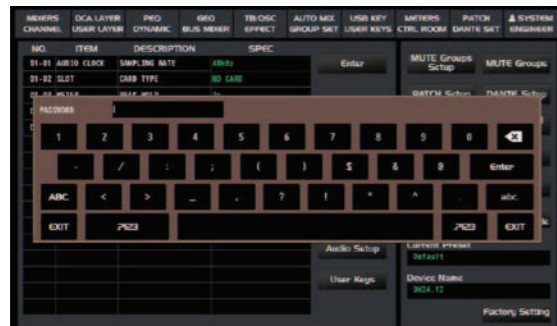 MIXERS DCA LAYER PEQ GEQ TB/OSC AUTO MIX USB KEY METERS PATCH SYSTEM
CHANNEL USER LAYER DYNAMIC BUS MIXER EFFECT GROUP SET USER KEYS CTRL ROOM DANTE SET ENGINEER
NO. ITEM DESCRIPTION SPEC
01-01 AUDIO CLOCK SAMPLING RATE 48kHz Enter MUTE Groups Setup MUTE Groups
01-02 SLOT CARD TYPE NO CARD
PATCH Setup DANTE Setup
PASSWORD
1 2 3 4 5 6 7 8 9 0
- / : ; ( ) $ & @ Enter
ABC < > _ . ? ! " ^ . abc
EXIT .?123 .?123 EXIT
Audio Setup Current Preset
Default
User Keys Device Name
Factory Setting